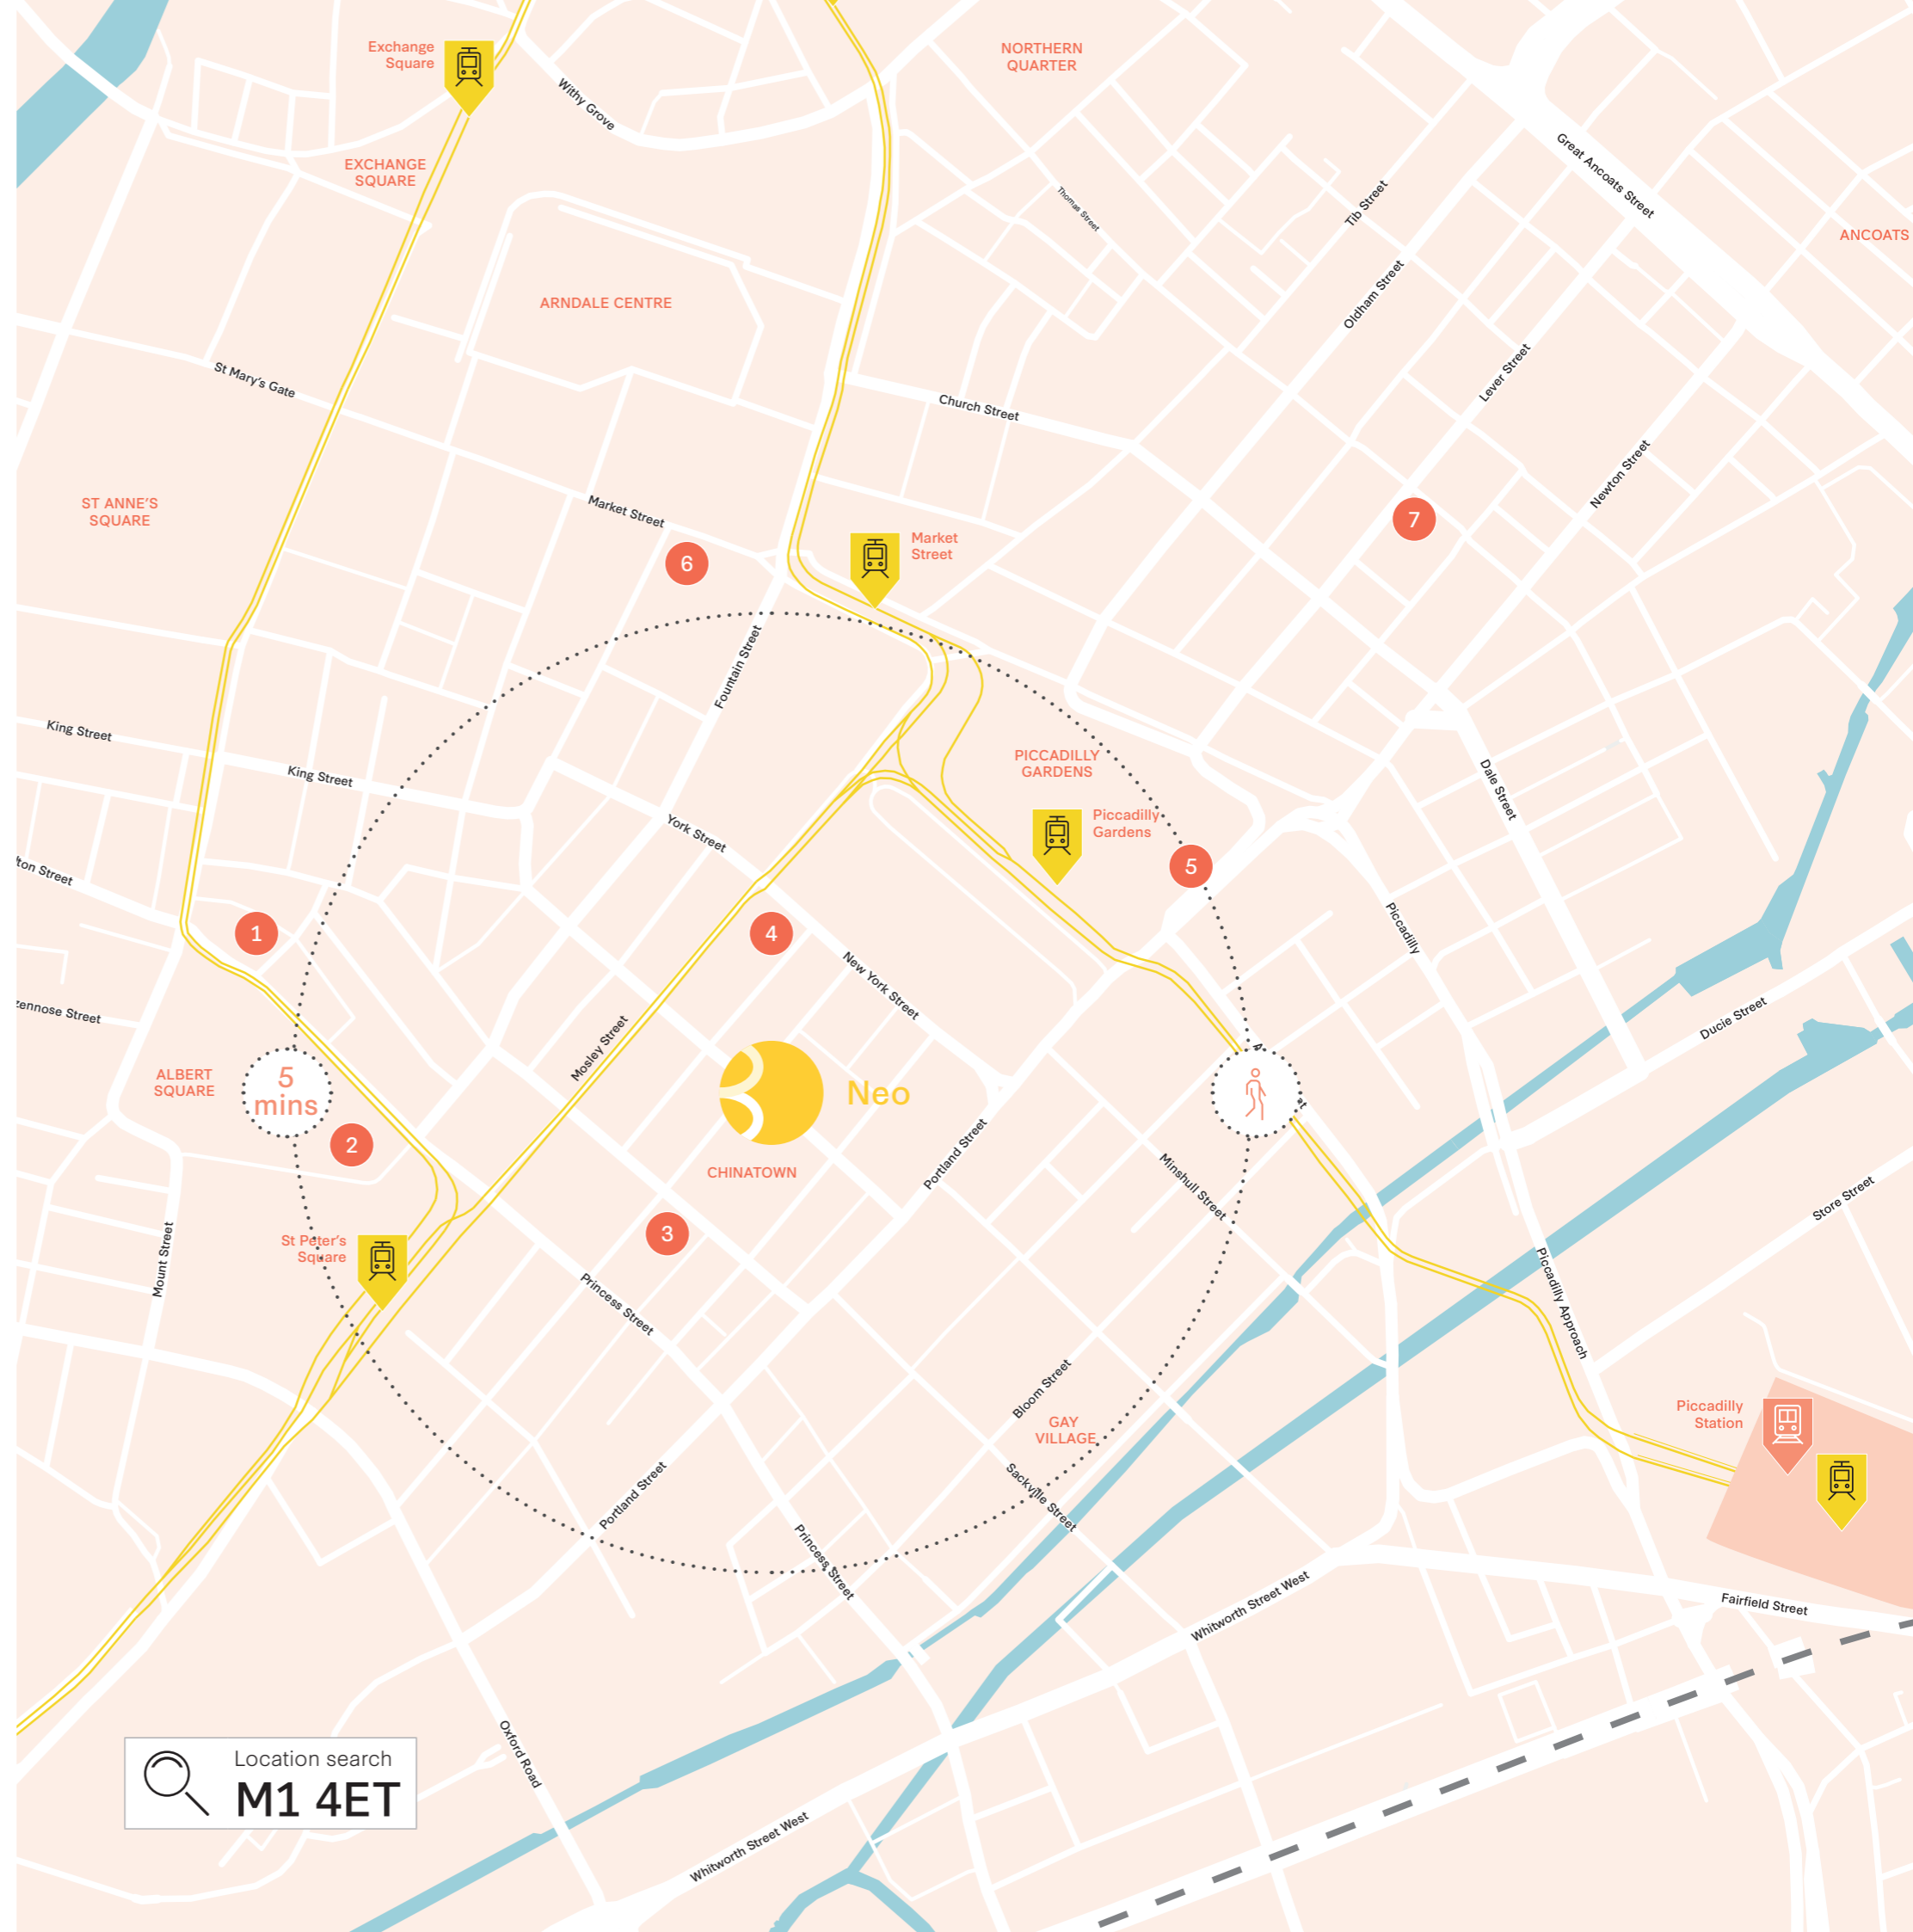 Exchange
Square
NORTHERN
QUARTER
Withy Grove
Great Ancoats Street
EXCHANGE
SQUARE
Thomas Street
Tib Street
ANCOATS
Oldham Street
ARNDALE CENTRE
St Mary's Gate
Church Street
Lever Street
Newton Street
ST ANNE'S
SQUARE
Market Street
7
6
Market
Street
Fountain Street
King Street
King Street
PICCADILLY
GARDENS
Dale Street
York Street
Piccadilly
Gardens
5
ton Street
1
4
Piccadilly
New York Street
zennose Street
Mosley Street
Ducie Street
ALBERT
SQUARE
5
mins
Neo
2
CHINATOWN
Portland Street
Minshull Street
Store Street
3
St Peter's
Square
Mount Street
Princess Street
Piccadilly Approach
Bloom Street
GAY
VILLAGE
Piccadilly
Station
Sackville Street
Portland Street
Princess Street
Whitworth Street West
Fairfield Street
Oxford Road
Location search
M1 4ET
Whitworth Street West